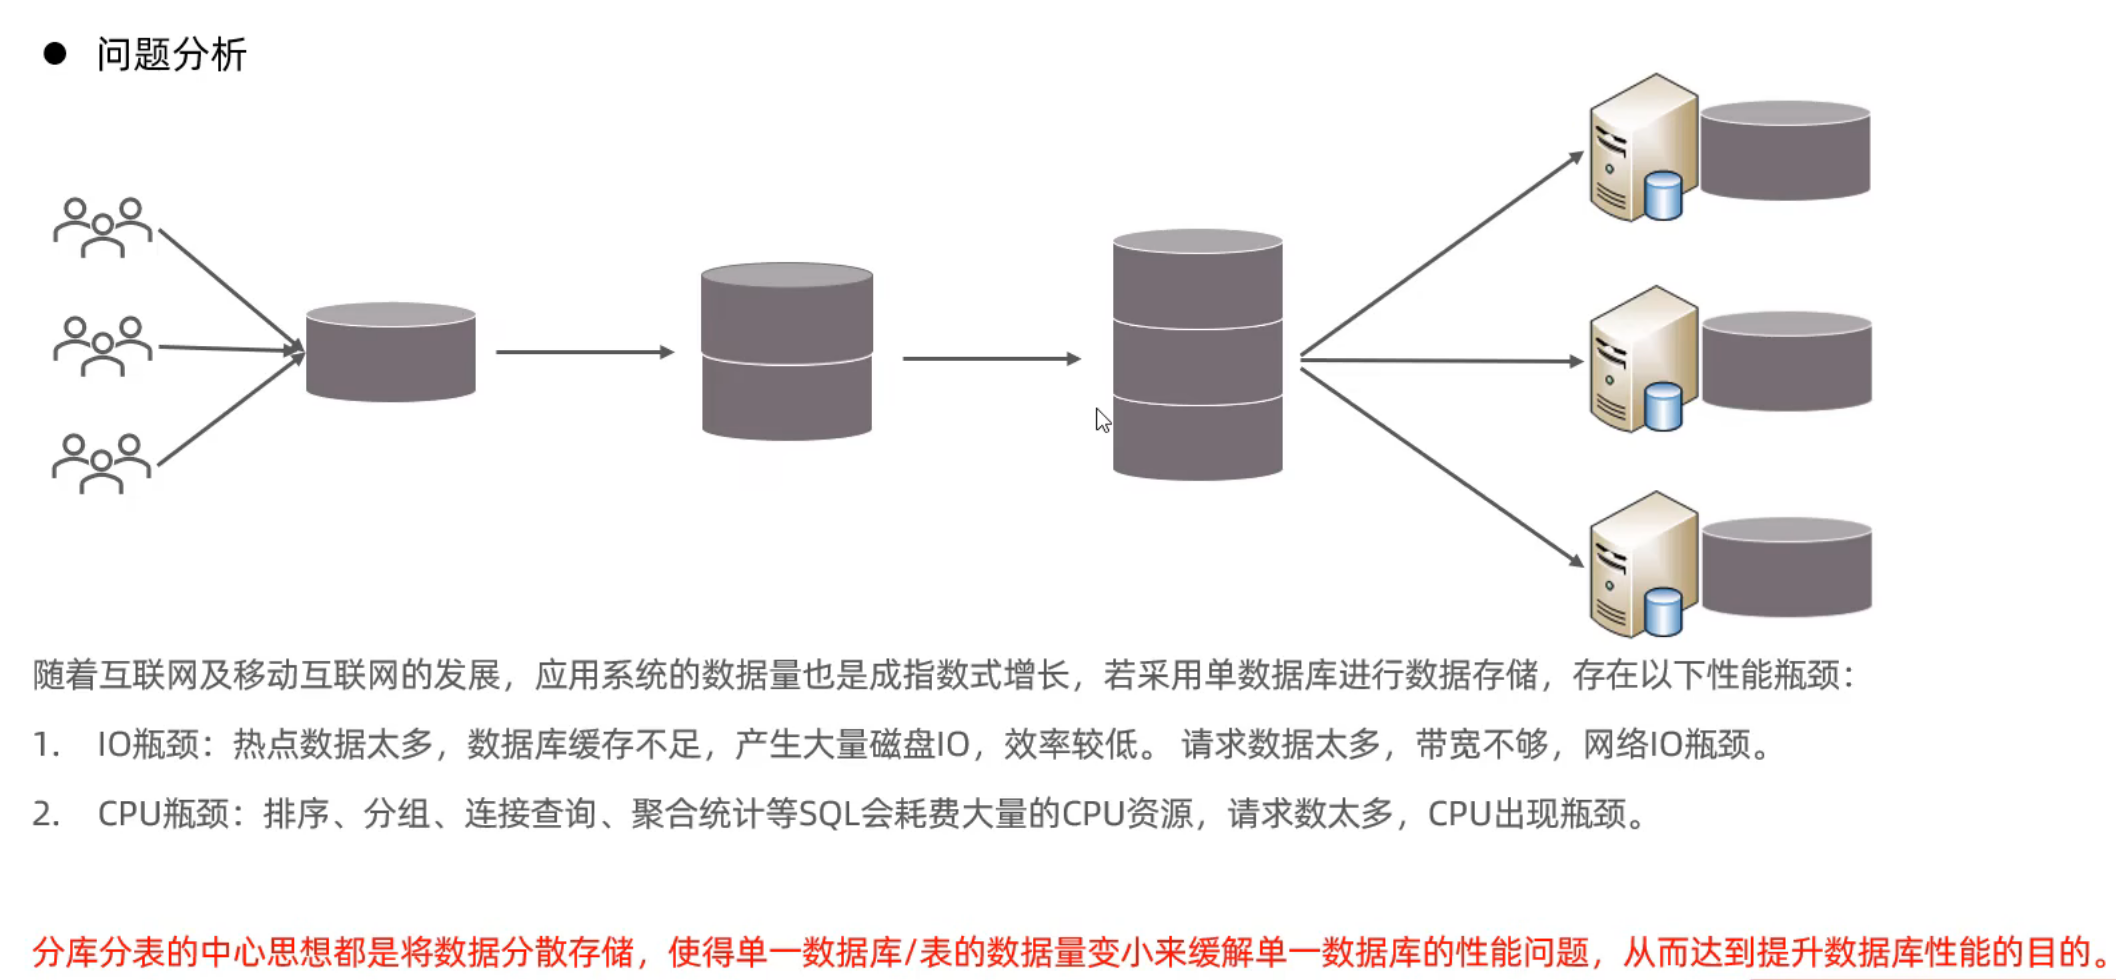 ● 问题分析
随着互联网及移动互联网的发展，应用系统的数据量也是成指数式增长，若采用单数据库进行数据存储，存在以下性能瓶颈：
1. IO瓶颈：热点数据太多，数据库缓存不足，产生大量磁盘IO，效率较低。 请求数据太多，带宽不够，网络IO瓶颈。
2. CPU瓶颈：排序、分组、连接查询、聚合统计等SQL会耗费大量的CPU资源，请求数太多，CPU出现瓶颈。
分库分表的中心思想都是将数据分散存储，使得单一数据库/表的数据量变小来缓解单一数据库的性能问题，从而达到提升数据库性能的目的。